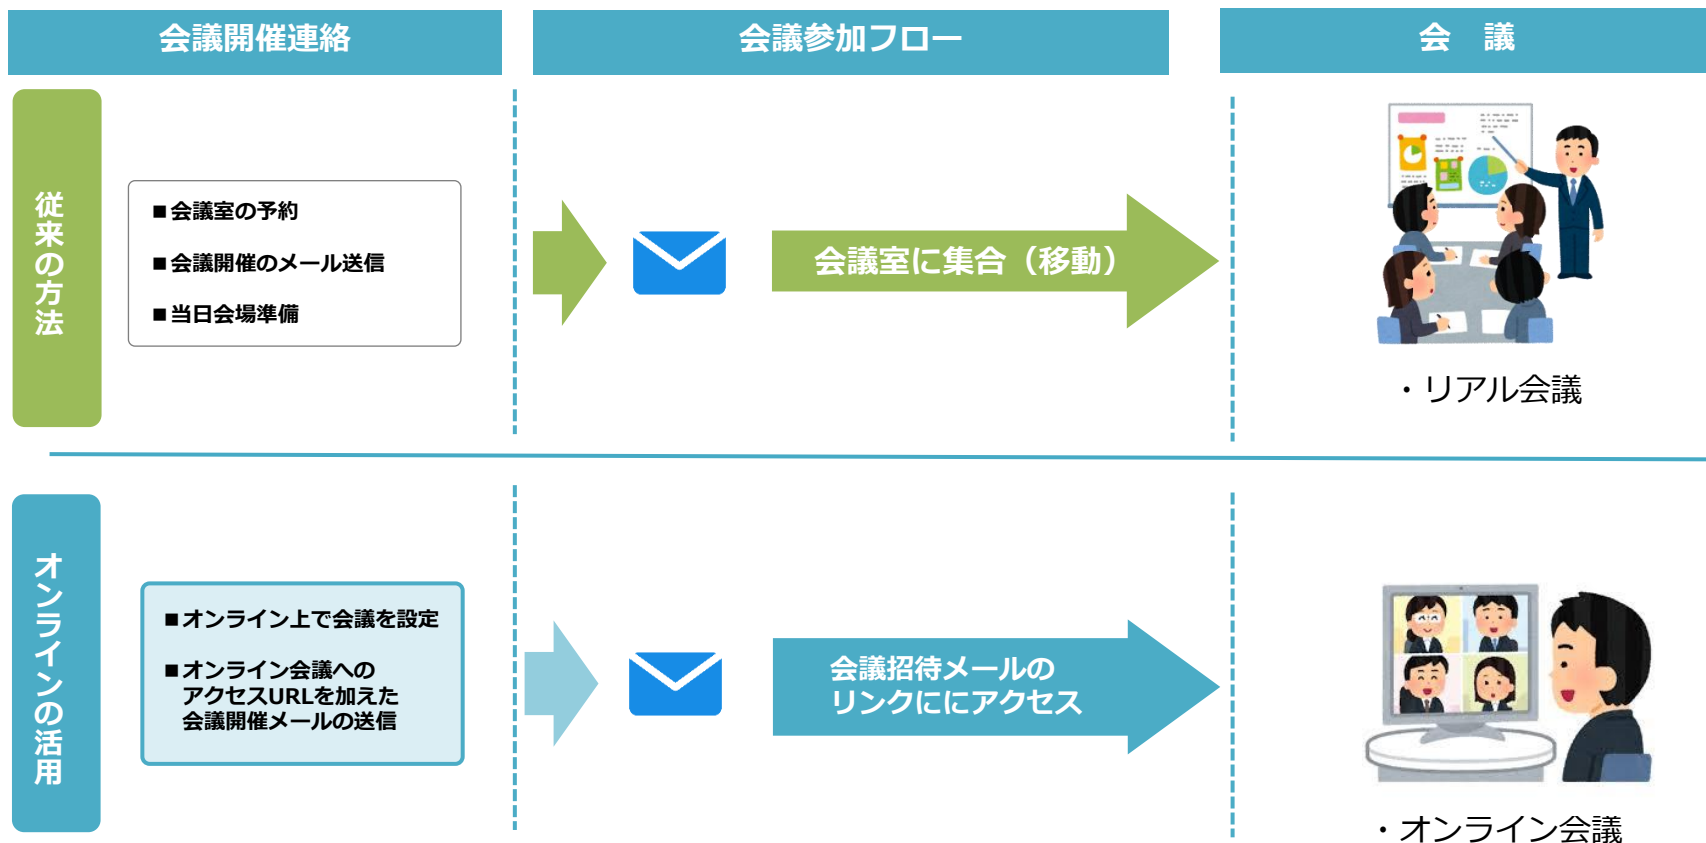 会議開催連絡
会議参加フロー
会　議
従来の方法
■会議室の予約
■会議開催のメール送信
■当日会場準備
会議室に集合（移動）
・リアル会議
オンラインの活用
■オンライン上で会議を設定
■オンライン会議への
アクセスURLを加えた
会議開催メールの送信
会議招待メールの
リンクににアクセス
・オンライン会議